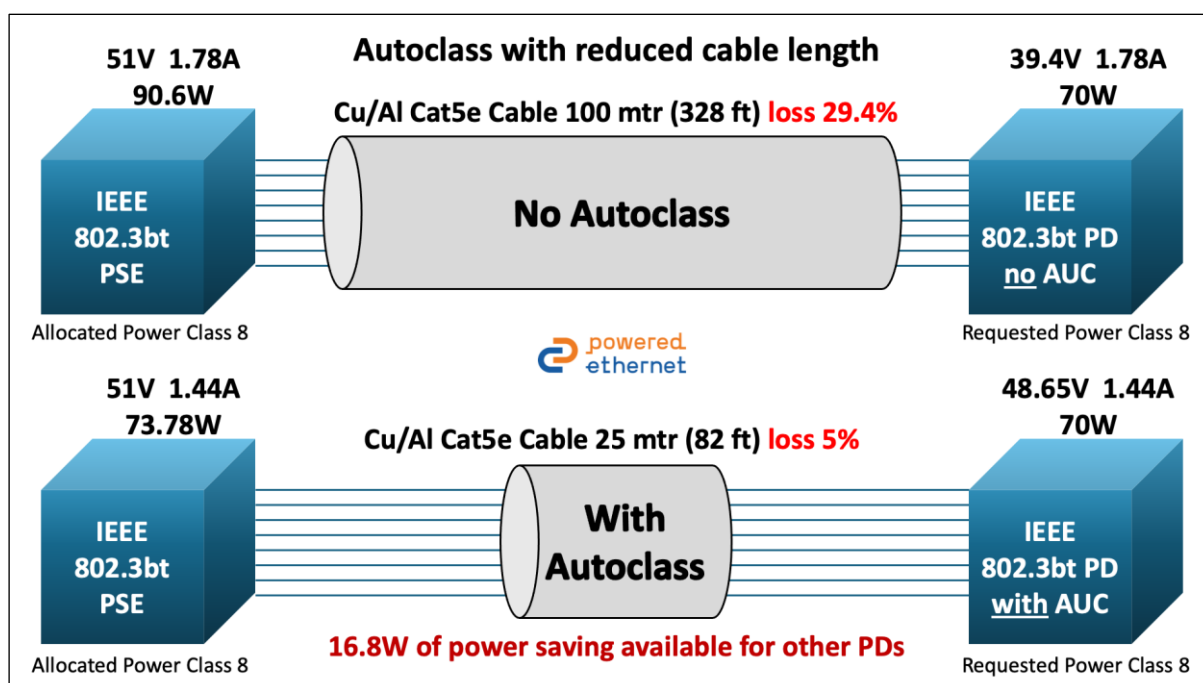 Autoclass with reduced cable length
51V 1.78A
90.6W
39.4V 1.78A
70W
Cu/Al Cat5e Cable 100 mtr (328 ft) loss 29.4%
IEEE
802.3bt
PSE
No Autoclass
IEEE
802.3bt PD
no AUC
Allocated Power Class 8
Requested Power Class 8
powered
ethernet
51V 1.44A
73.78W
48.65V 1.44A
70W
Cu/Al Cat5e Cable 25 mtr (82 ft) loss 5%
IEEE
802.3bt
PSE
With
Autoclass
IEEE
802.3bt PD
with AUC
16.8W of power saving available for other PDs
Allocated Power Class 8
Requested Power Class 8